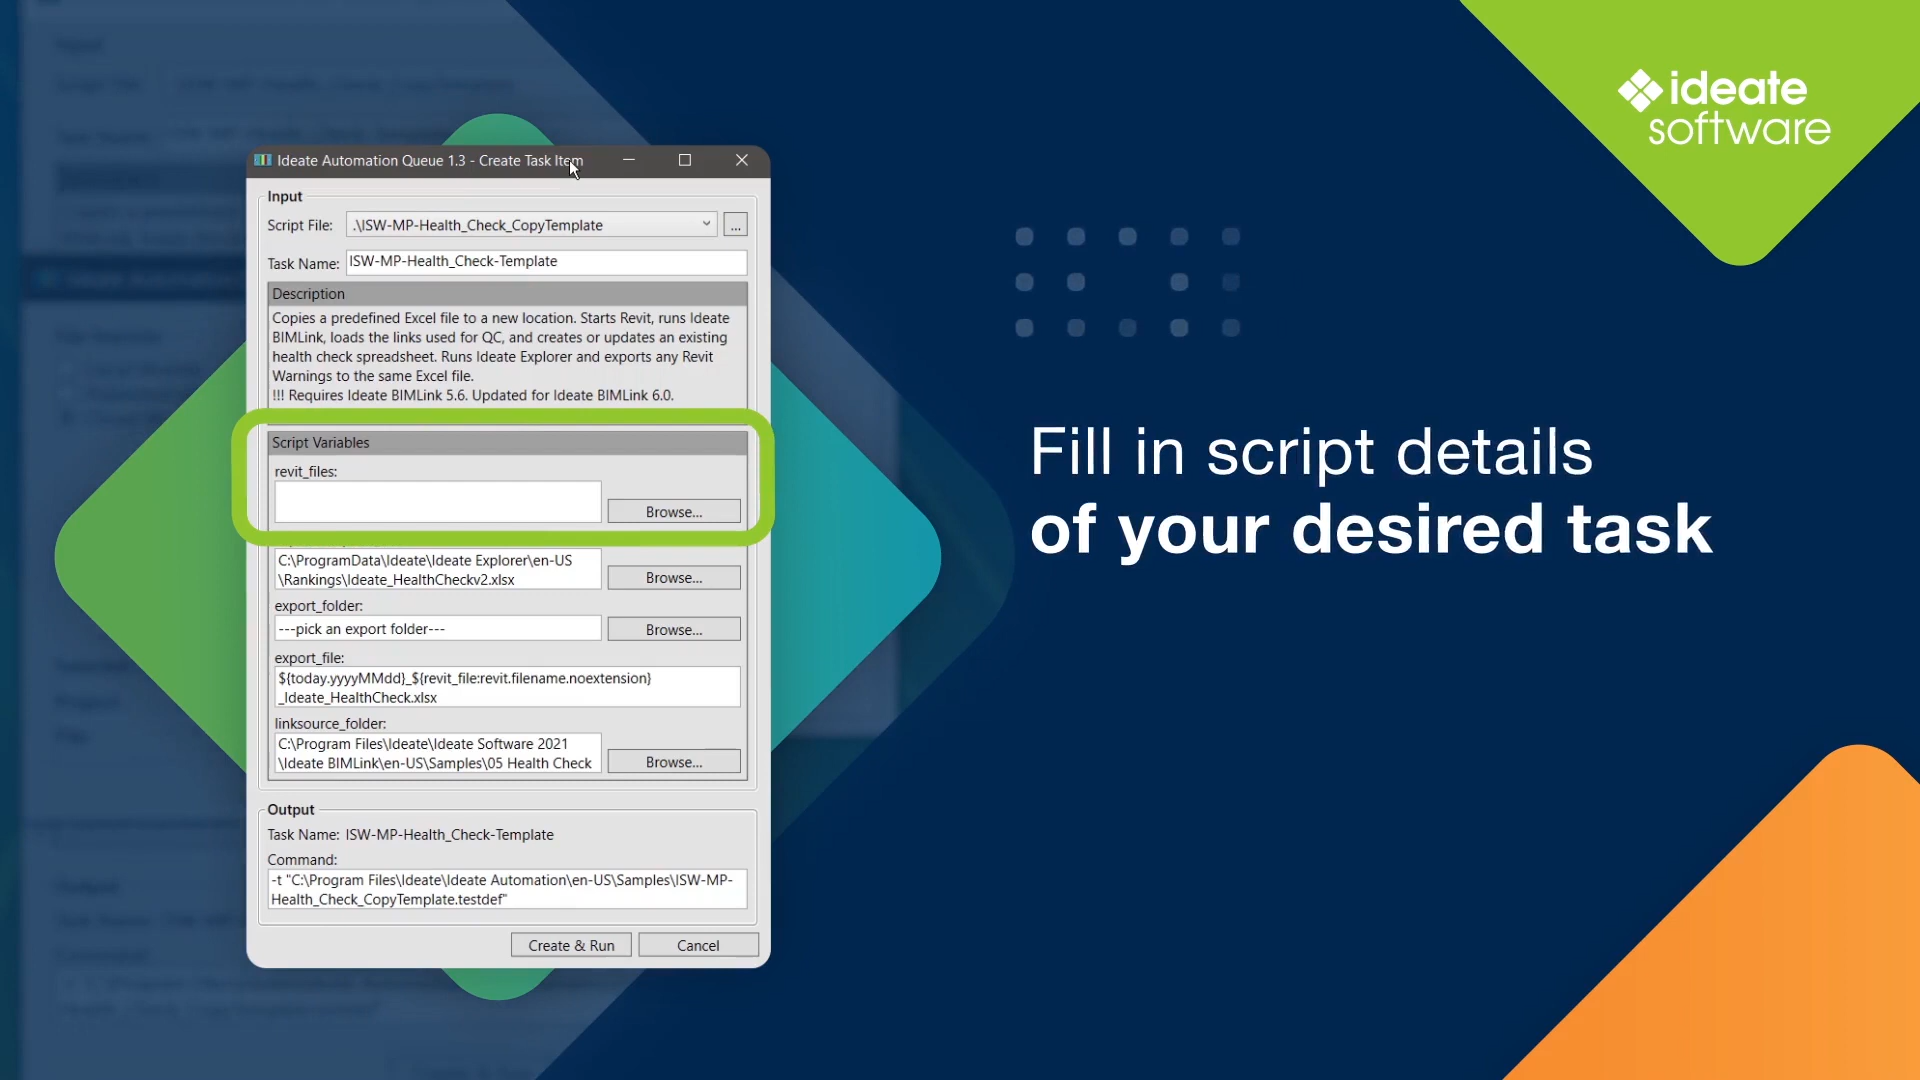 ideate
software
Ideate Automation Queue 1.3 - Create Task Item
Input
Script File: .\ISW-MP-Health_Check_CopyTemplate
...
Task Name: ISW-MP-Health_Check-Template
Description
Copies a predefined Excel file to a new location. Starts Revit, runs Ideate
BIMLink, loads the links used for QC, and creates or updates an existing
health check spreadsheet. Runs Ideate Explorer and exports any Revit
Warnings to the same Excel file.
!!! Requires Ideate BIMLink 5.6. Updated for Ideate BIMLink 6.0.
Script Variables
revit_files:
Browse...
C:\ProgramData\Ideate\Ideate Explorer\en-US
\Rankings\Ideate_HealthCheckv2.xlsx
Browse...
export_folder:
---pick an export folder---
Browse...
export_file:
${today.yyyyMMdd}_${revit_file:revit.filename.noextension}
_Ideate_HealthCheck.xlsx
linksource_folder:
C:\Program Files\Ideate\Ideate Software 2021
\Ideate BIMLink\en-US\Samples\05 Health Check
Browse...
Output
Task Name: ISW-MP-Health_Check-Template
Command:
-t "C:\Program Files\Ideate\Ideate Automation\en-US\Samples\ISW-MP-
Health_Check_CopyTemplate.testdef"
Create & Run
Cancel
Fill in script details
of your desired task